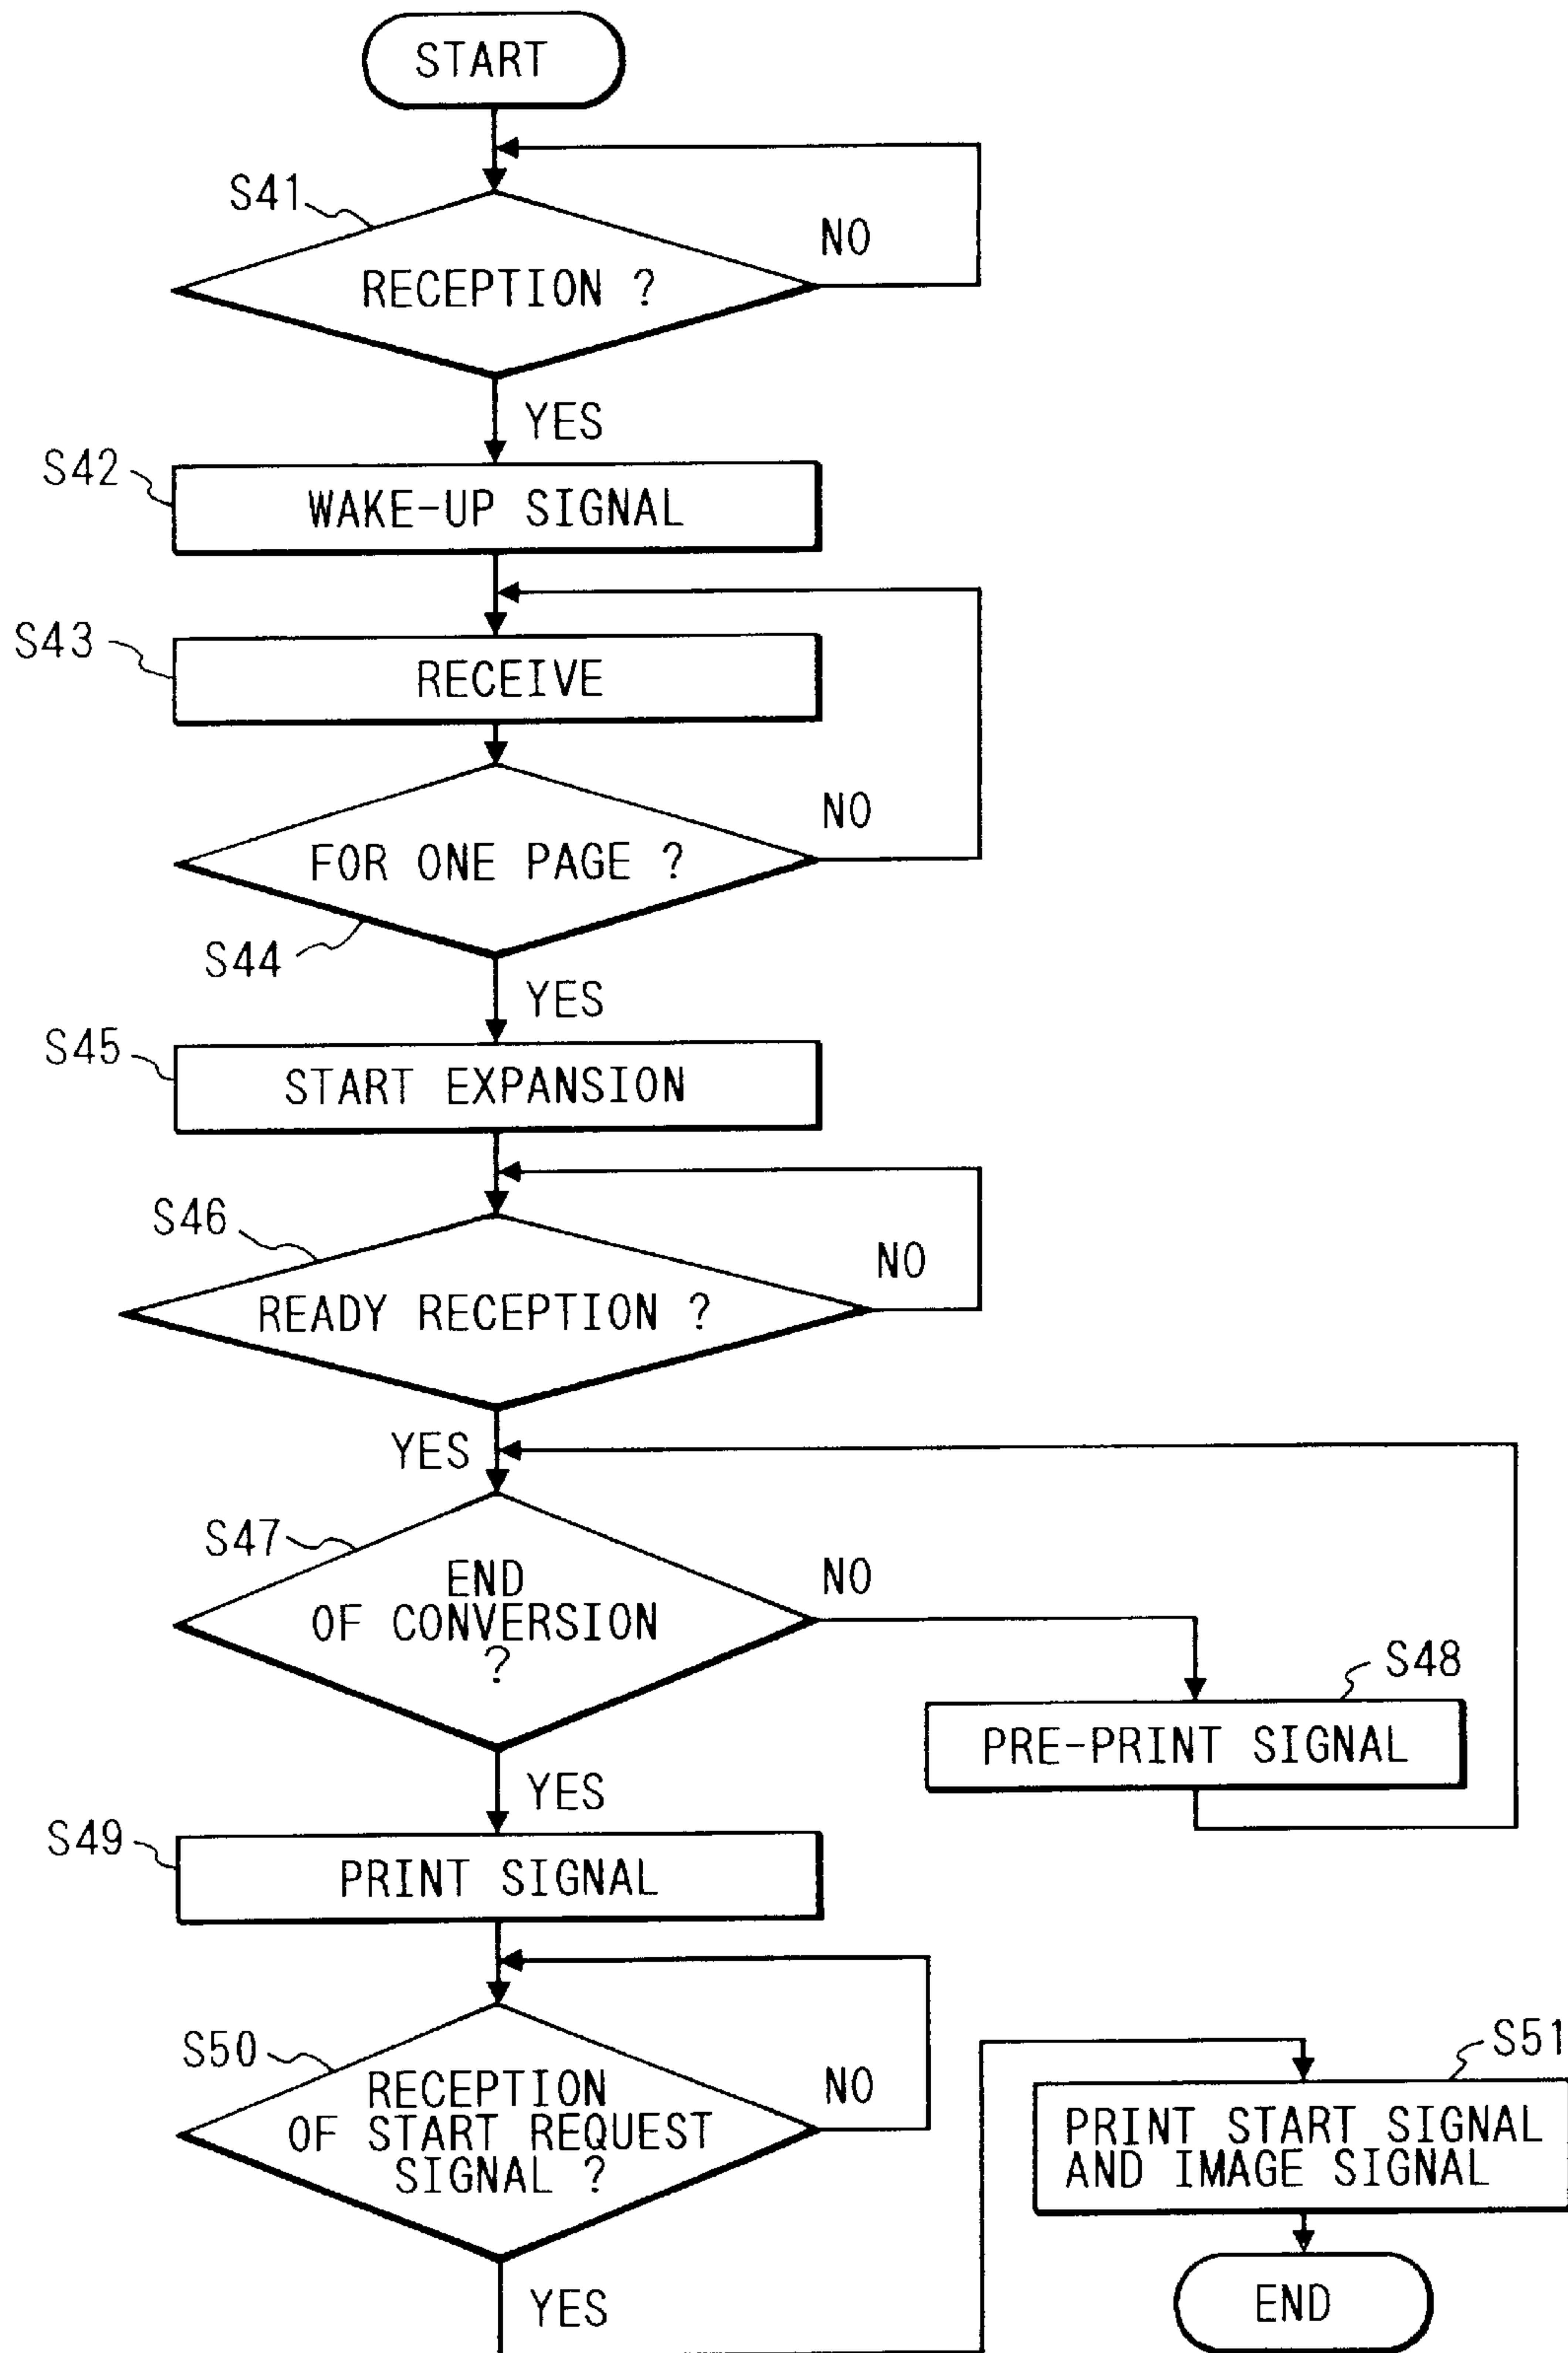 START
S41
NO
RECEPTION ?
YES
S42
WAKE-UP SIGNAL
S43
RECEIVE
NO
FOR ONE PAGE ?
S44
YES
S45
START EXPANSION
S46
NO
READY RECEPTION ?
YES
S47
END
OF CONVERSION
?
NO
S48
PRE-PRINT SIGNAL
YES
S49
PRINT SIGNAL
S50
RECEPTION
OF START REQUEST
SIGNAL ?
NO
S51
PRINT START SIGNAL
AND IMAGE SIGNAL
YES
END